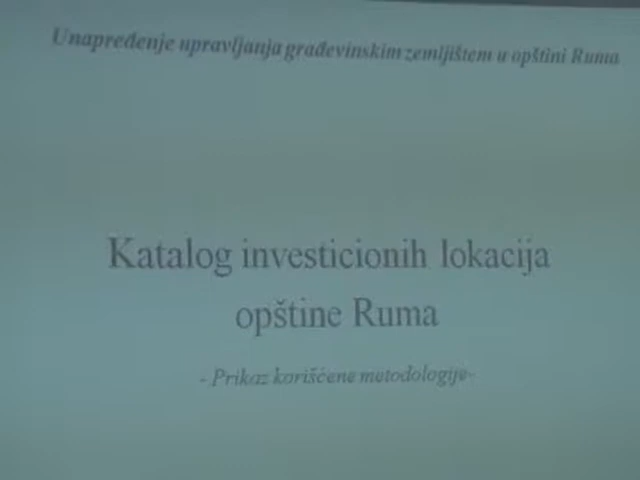 Unapređenje upravljanja građevinskim zemljištem u opštini Ruma
Katalog investicionih lokacija
opštine Ruma
- Prikaz korišćene metodologije-